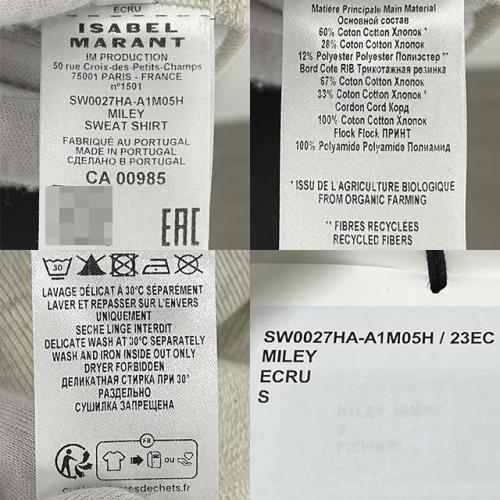 ECRU
ISABEL
MARANT
IM PRODUCTION
50 rue Croix-des-Petits-Champs
75001 PARIS - FRANCE
n°1501
SW0027HA-A1M05H
MILEY
SWEAT SHIRT
FABRIQUÉ AU PORTUGAL
MADE IN PORTUGAL
СДЕЛАНО В PORTUGAL
CA 00985
EAC
Matière Principale Main Material
Основной состав
60% Coton Cotton Хлопок *
28% Coton Cotton Хлопок
12% Polyester Polyester Полиэстер **
Bord Cote RIB Трикотажная резинка
67% Coton Cotton Хлопок
33% Coton Cotton Хлопок *
Cordon Cord Корд
100% Coton Cotton Хлопок
Flock Flock ПРИНТ
100% Polyamide Polyamide Полиамид
* ISSU DE L'AGRICULTURE BIOLOGIQUE
FROM ORGANIC FARMING
** FIBRES RECYCLÉES
RECYCLED FIBERS
30
LAVAGE DÉLICAT À 30°C SÉPARÉMENT
LAVER ET REPASSER SUR L'ENVERS
UNIQUEMENT
SECHE LINGE INTERDIT
DELICATE WASH AT 30°C SEPARATELY
WASH AND IRON INSIDE OUT ONLY
DRYER FORBIDDEN
ДЕЛИКАТНАЯ СТИРКА ПРИ 30°
РАЗДЕЛЬНО
СУШИЛКА ЗАПРЕЩЕНА
FR
OU
SW0027HA-A1M05H / 23EC
MILEY
ECRU
S